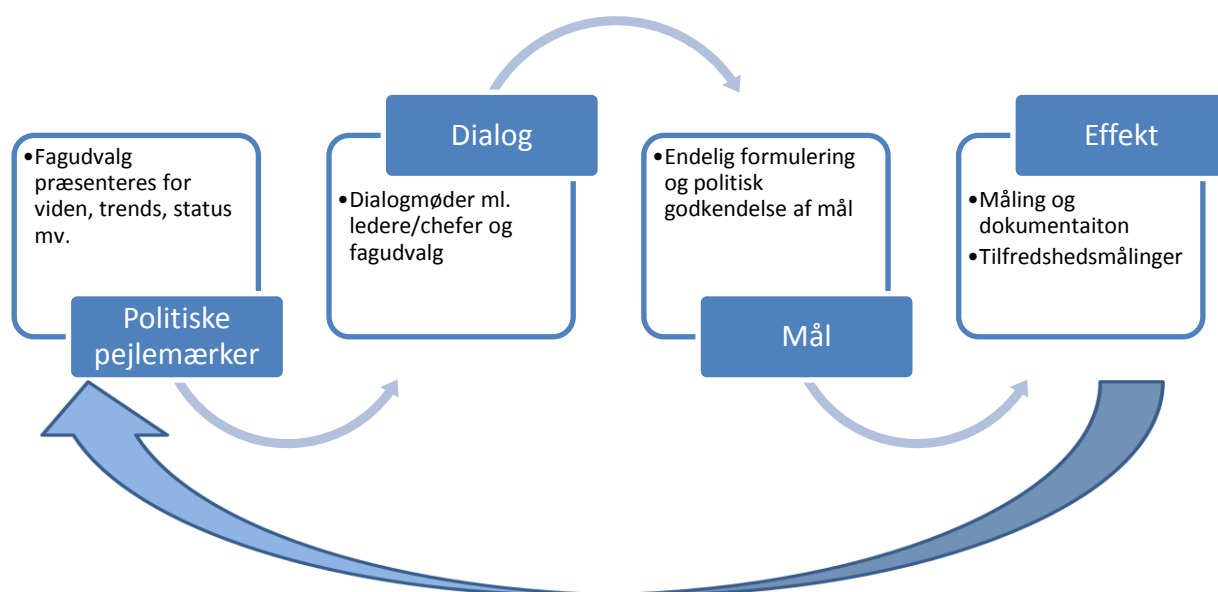 •Fagudvalg
præsenteres for
viden, trends, status
mv.
Politiske
pejlemærker
Dialog
•Dialogmøder ml.
ledere/chefer og
fagudvalg
•Endelig formulering
og politisk
godkendelse af mål
Mål
Effekt
•Måling og
dokumentaiton
•Tilfredshedsmålinger